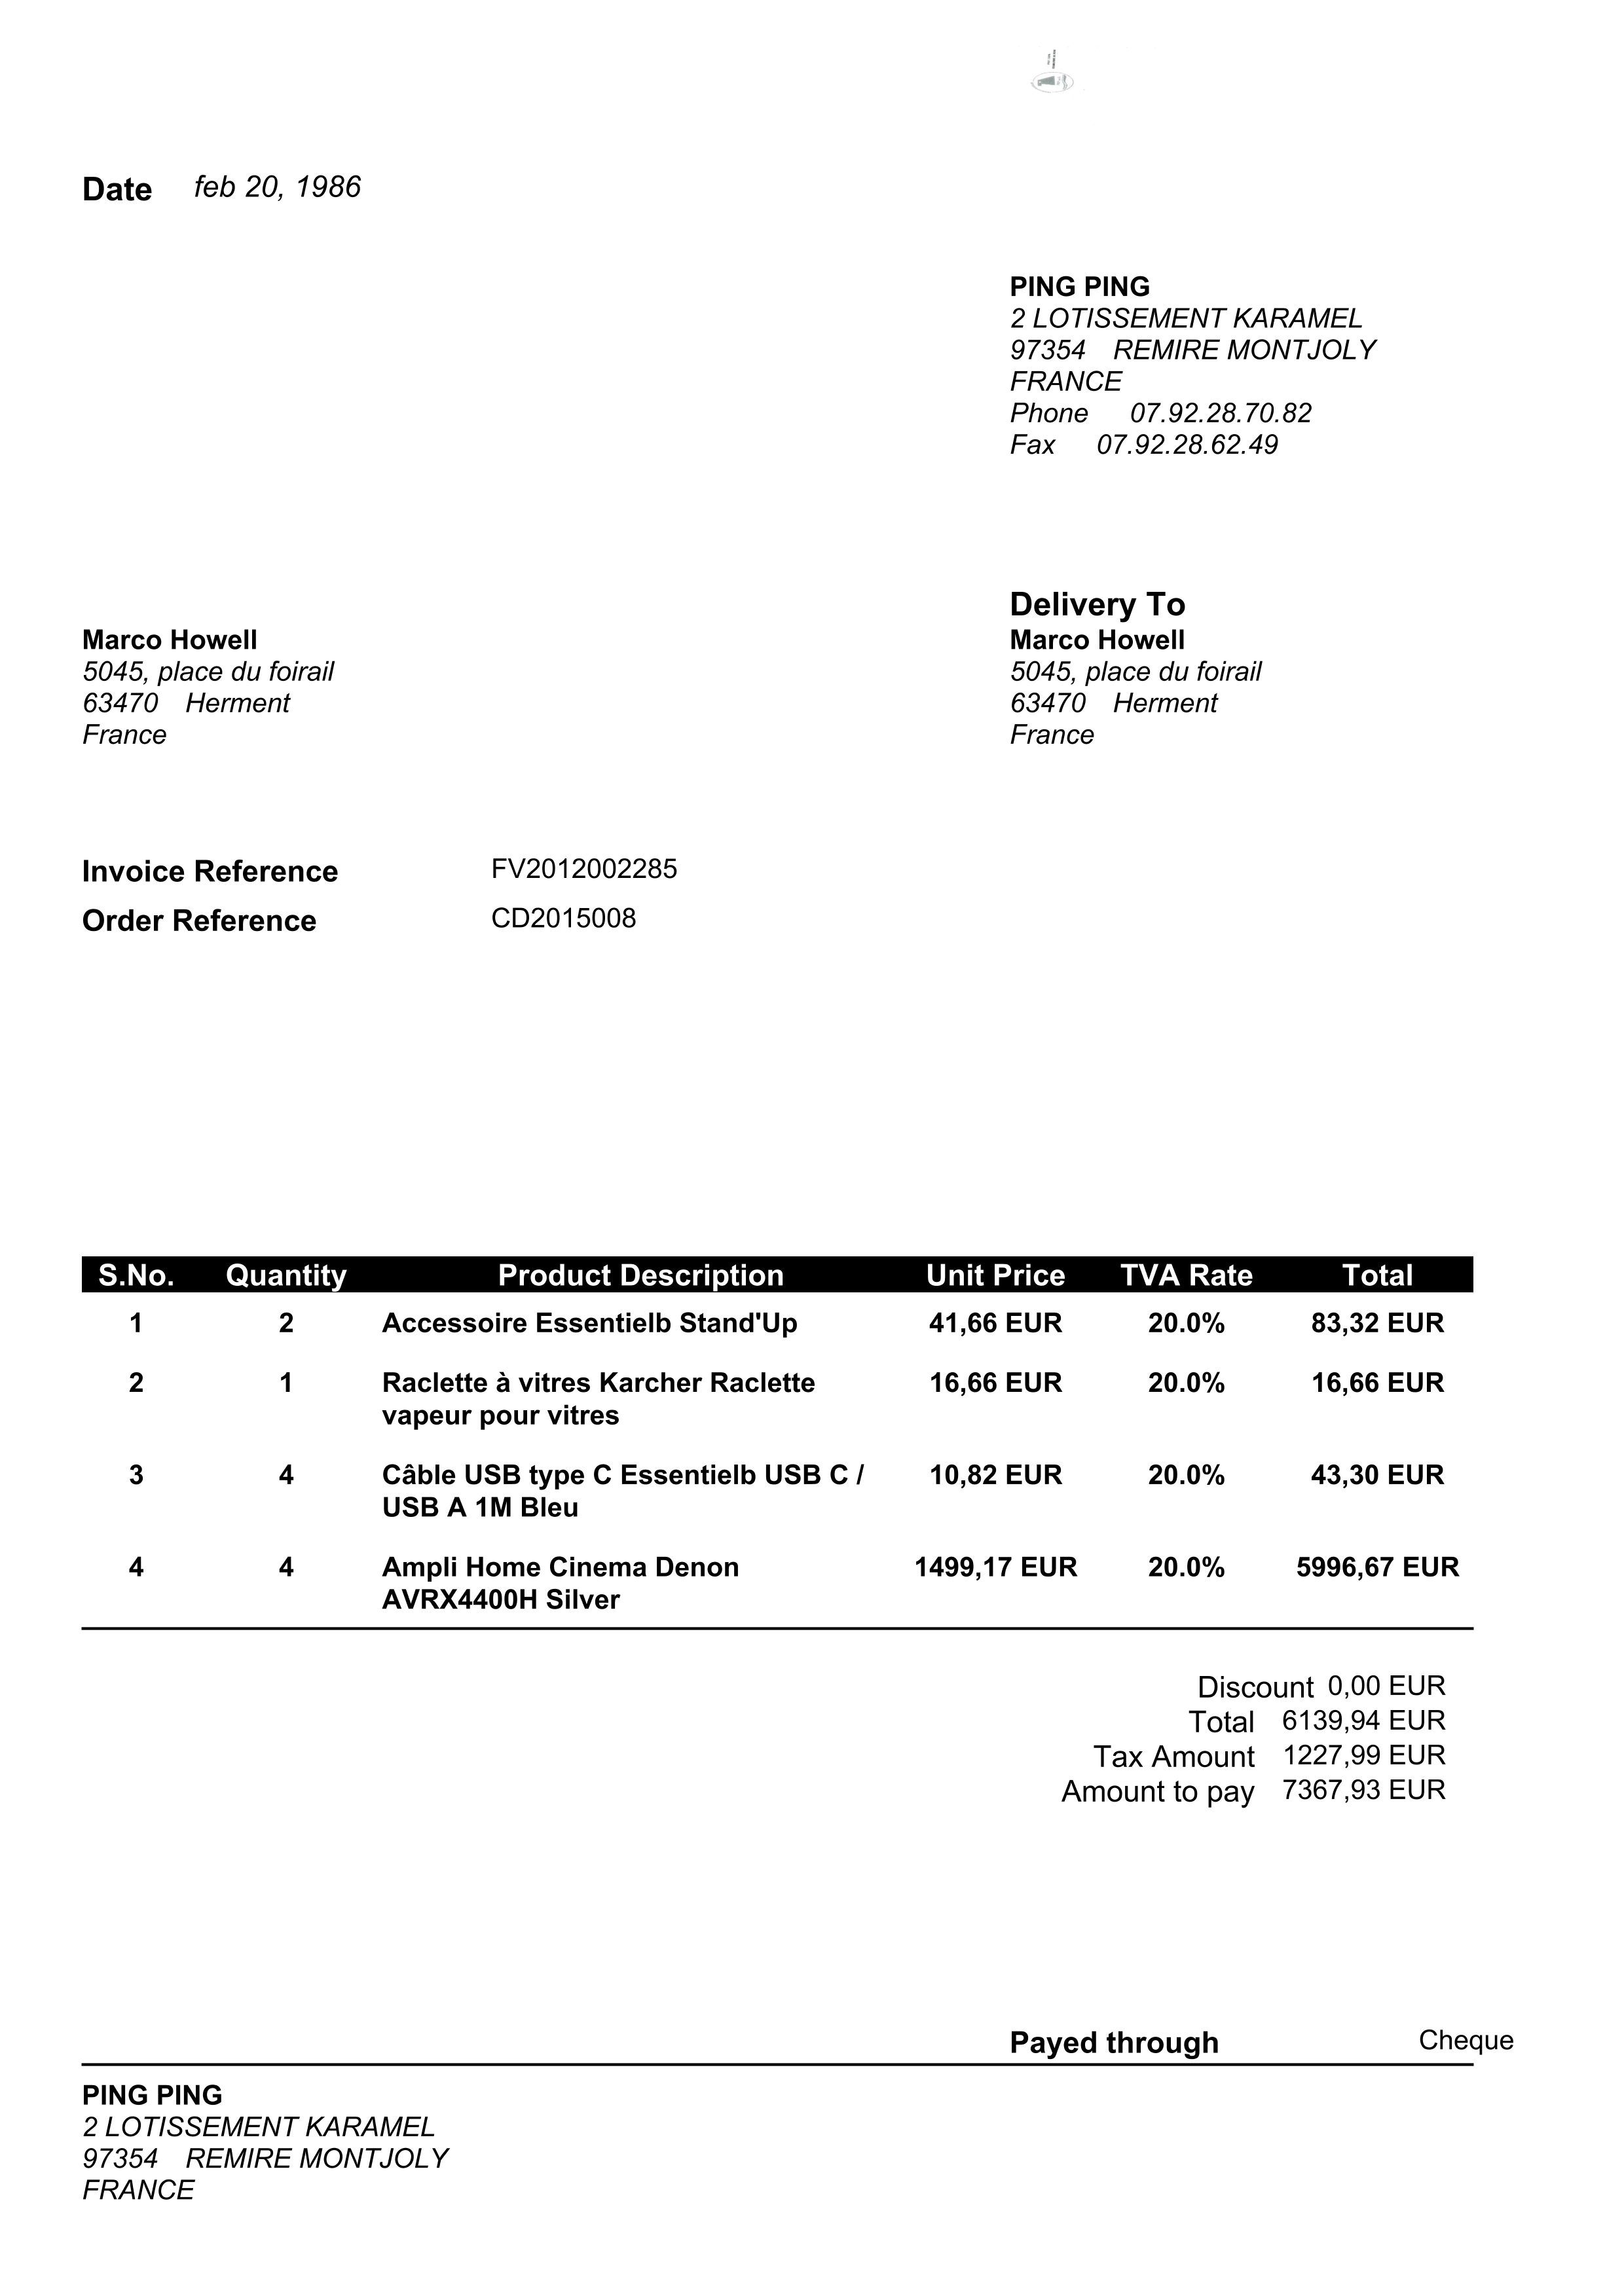 Date feb 20, 1986
PING PING
2 LOTISSEMENT KARAMEL
97354 REMIRE MONTJOLY
FRANCE
Phone 07.92.28.70.82
Fax 07.92.28.62.49
Marco Howell
5045, place du foirail
63470 Herment
France
Delivery To
Marco Howell
5045, place du foirail
63470 Herment
France
Invoice Reference FV2012002285
Order Reference CD2015008
S.No. Quantity Product Description Unit Price TVA Rate Total
1 2 Accessoire Essentielb Stand'Up 41,66 EUR 20.0% 83,32 EUR
2 1 Raclette à vitres Karcher Raclette 16,66 EUR 20.0% 16,66 EUR
vapeur pour vitres
3 4 Câble USB type C Essentielb USB C / 10,82 EUR 20.0% 43,30 EUR
USB A 1M Bleu
4 4 Ampli Home Cinema Denon 1499,17 EUR 20.0% 5996,67 EUR
AVRX4400H Silver
Discount 0,00 EUR
Total 6139,94 EUR
Tax Amount 1227,99 EUR
Amount to pay 7367,93 EUR
Payed through Cheque
PING PING
2 LOTISSEMENT KARAMEL
97354 REMIRE MONTJOLY
FRANCE